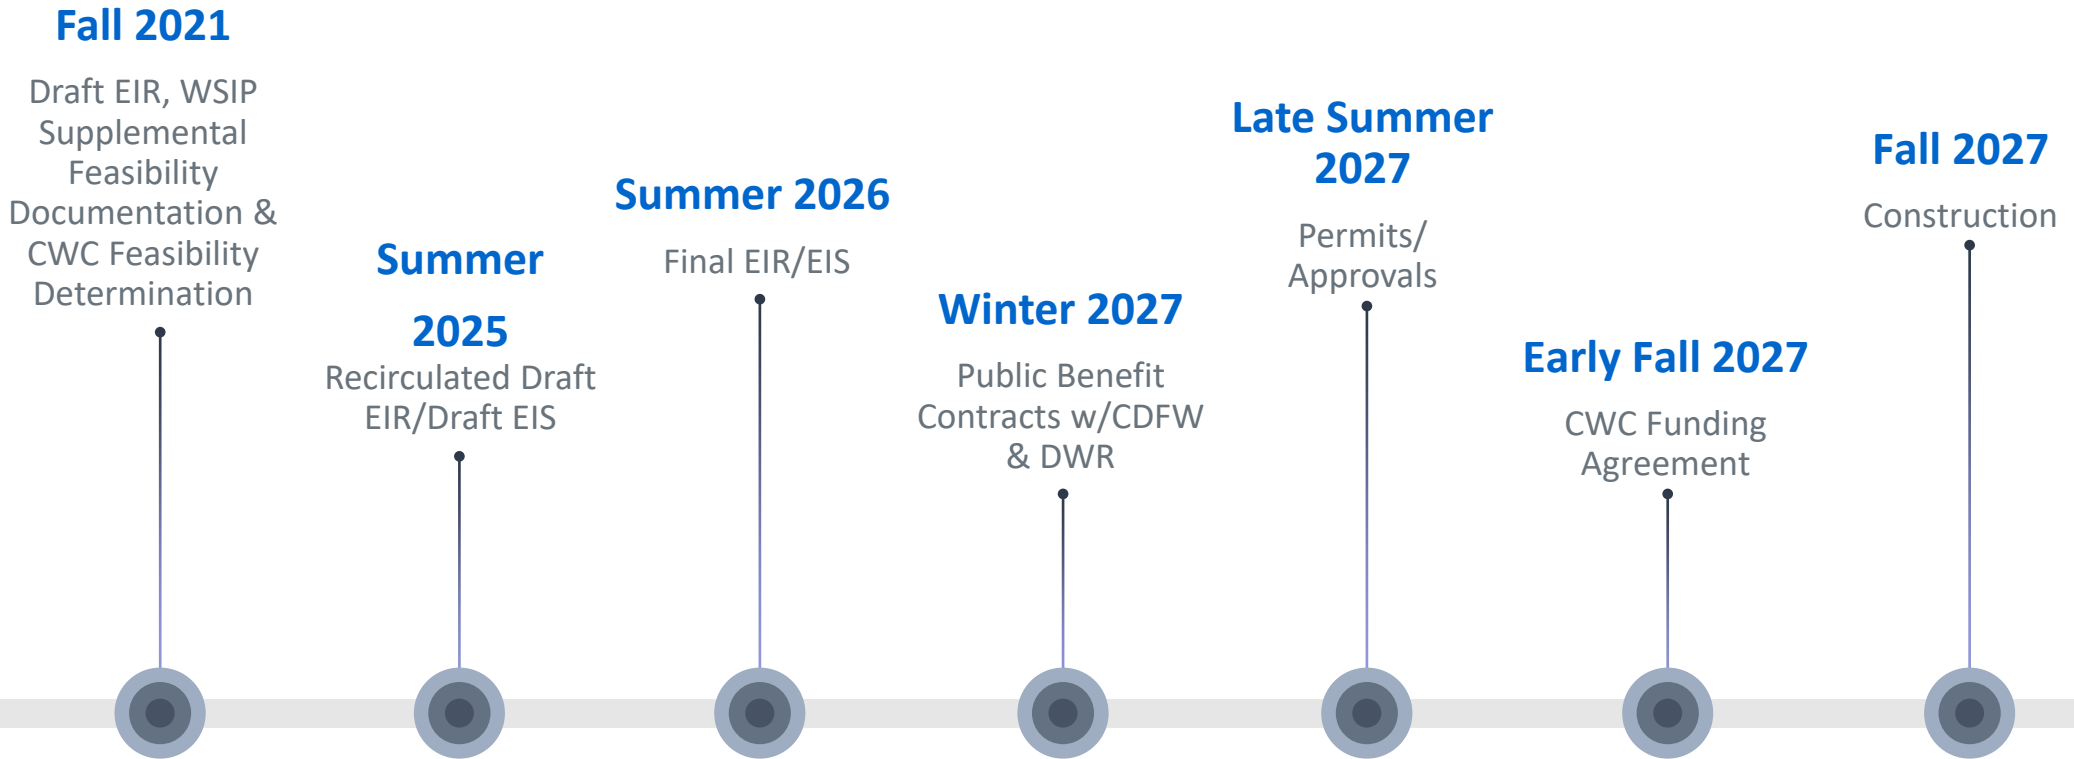 Fall 2021
Draft EIR, WSIP
Supplemental
Feasibility
Documentation &
CWC Feasibility
Determination
Summer
2025
Recirculated Draft
EIR/Draft EIS
Summer 2026
Final EIR/EIS
Winter 2027
Public Benefit
Contracts w/CDFW
& DWR
Late Summer
2027
Permits/
Approvals
Early Fall 2027
CWC Funding
Agreement
Fall 2027
Construction